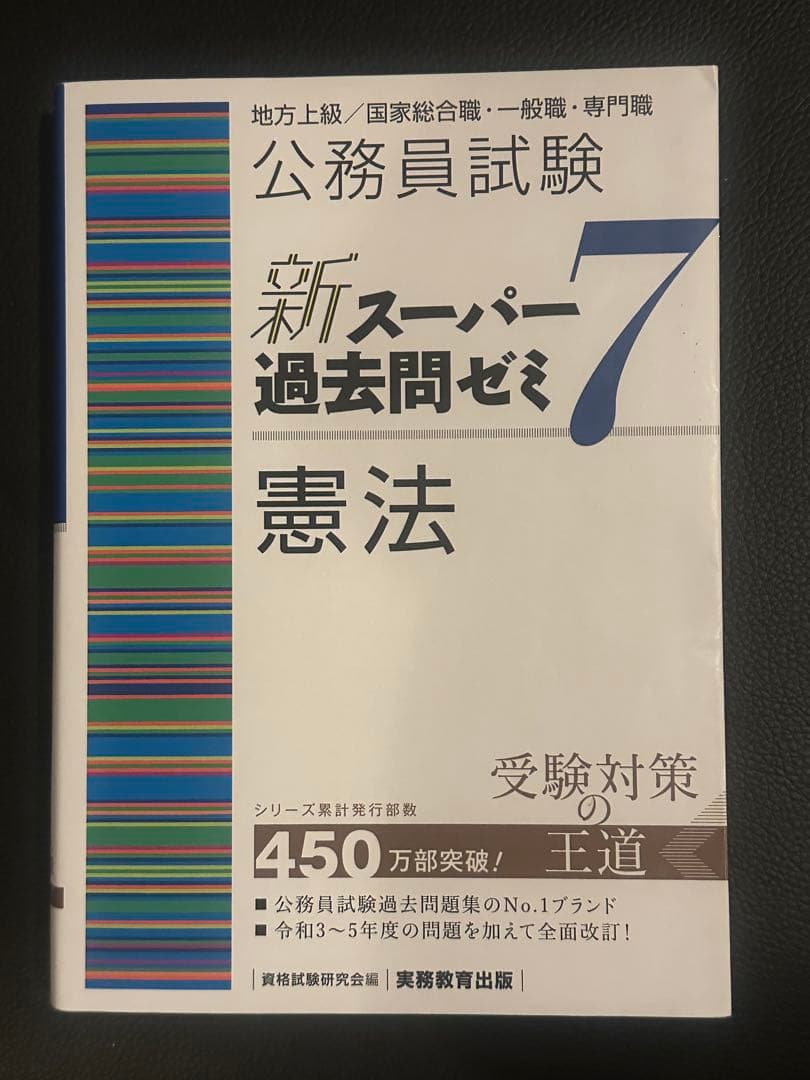 地方上級／国家総合職・一般職・専門職
公務員試験
新スーパー
過去問ゼミ7
憲法
受験対策
の
王道
シリーズ累計発行部数
450万部突破!
■ 公務員試験過去問題集のNo.1ブランド
■ 令和3〜5年度の問題を加えて全面改訂!
資格試験研究会編｜実務教育出版